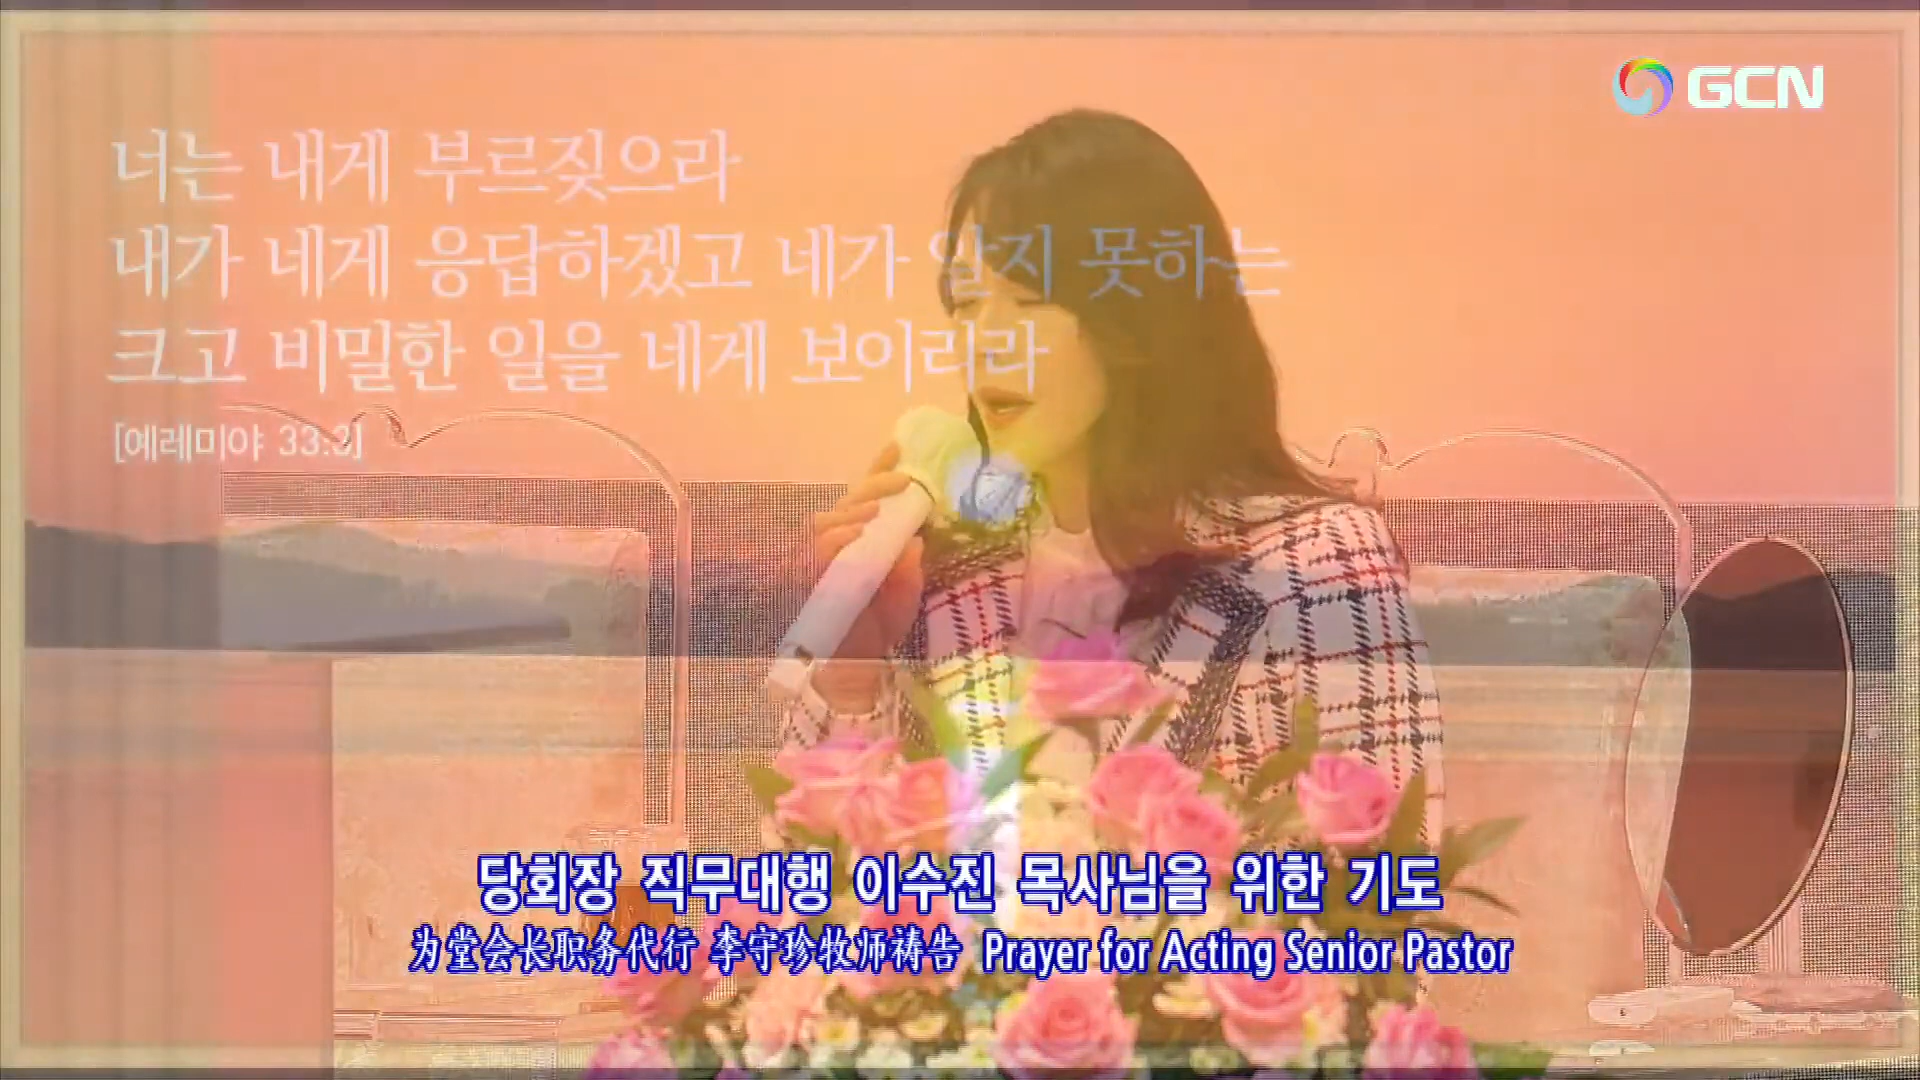 GCN
너는 내게 부르짖으라
내가 네게 응답하겠고 네가 알지 못하는
크고 비밀한 일을 네게 보이리라
[예레미야 33:3]
당회장 직무대행 이수진 목사님을 위한 기도
为堂会长职务代行 李守珍牧师祷告 Prayer for Acting Senior Pastor